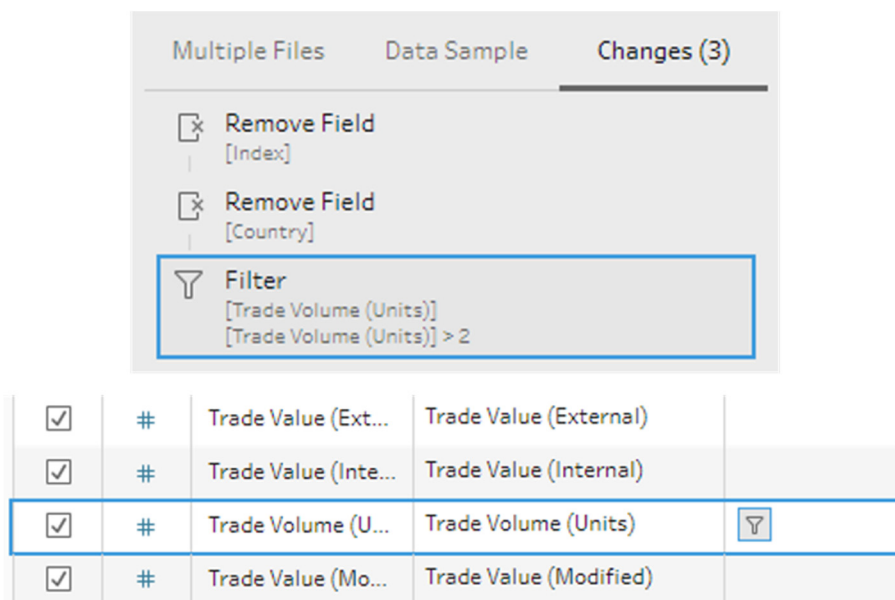 Multiple Files Data Sample Changes (3)
Remove Field
[Index]
Remove Field
[Country]
Filter
[Trade Volume (Units)]
[Trade Volume (Units)] > 2
# Trade Value (Ext... Trade Value (External)
# Trade Value (Inte... Trade Value (Internal)
# Trade Volume (U... Trade Volume (Units)
# Trade Value (Mo... Trade Value (Modified)